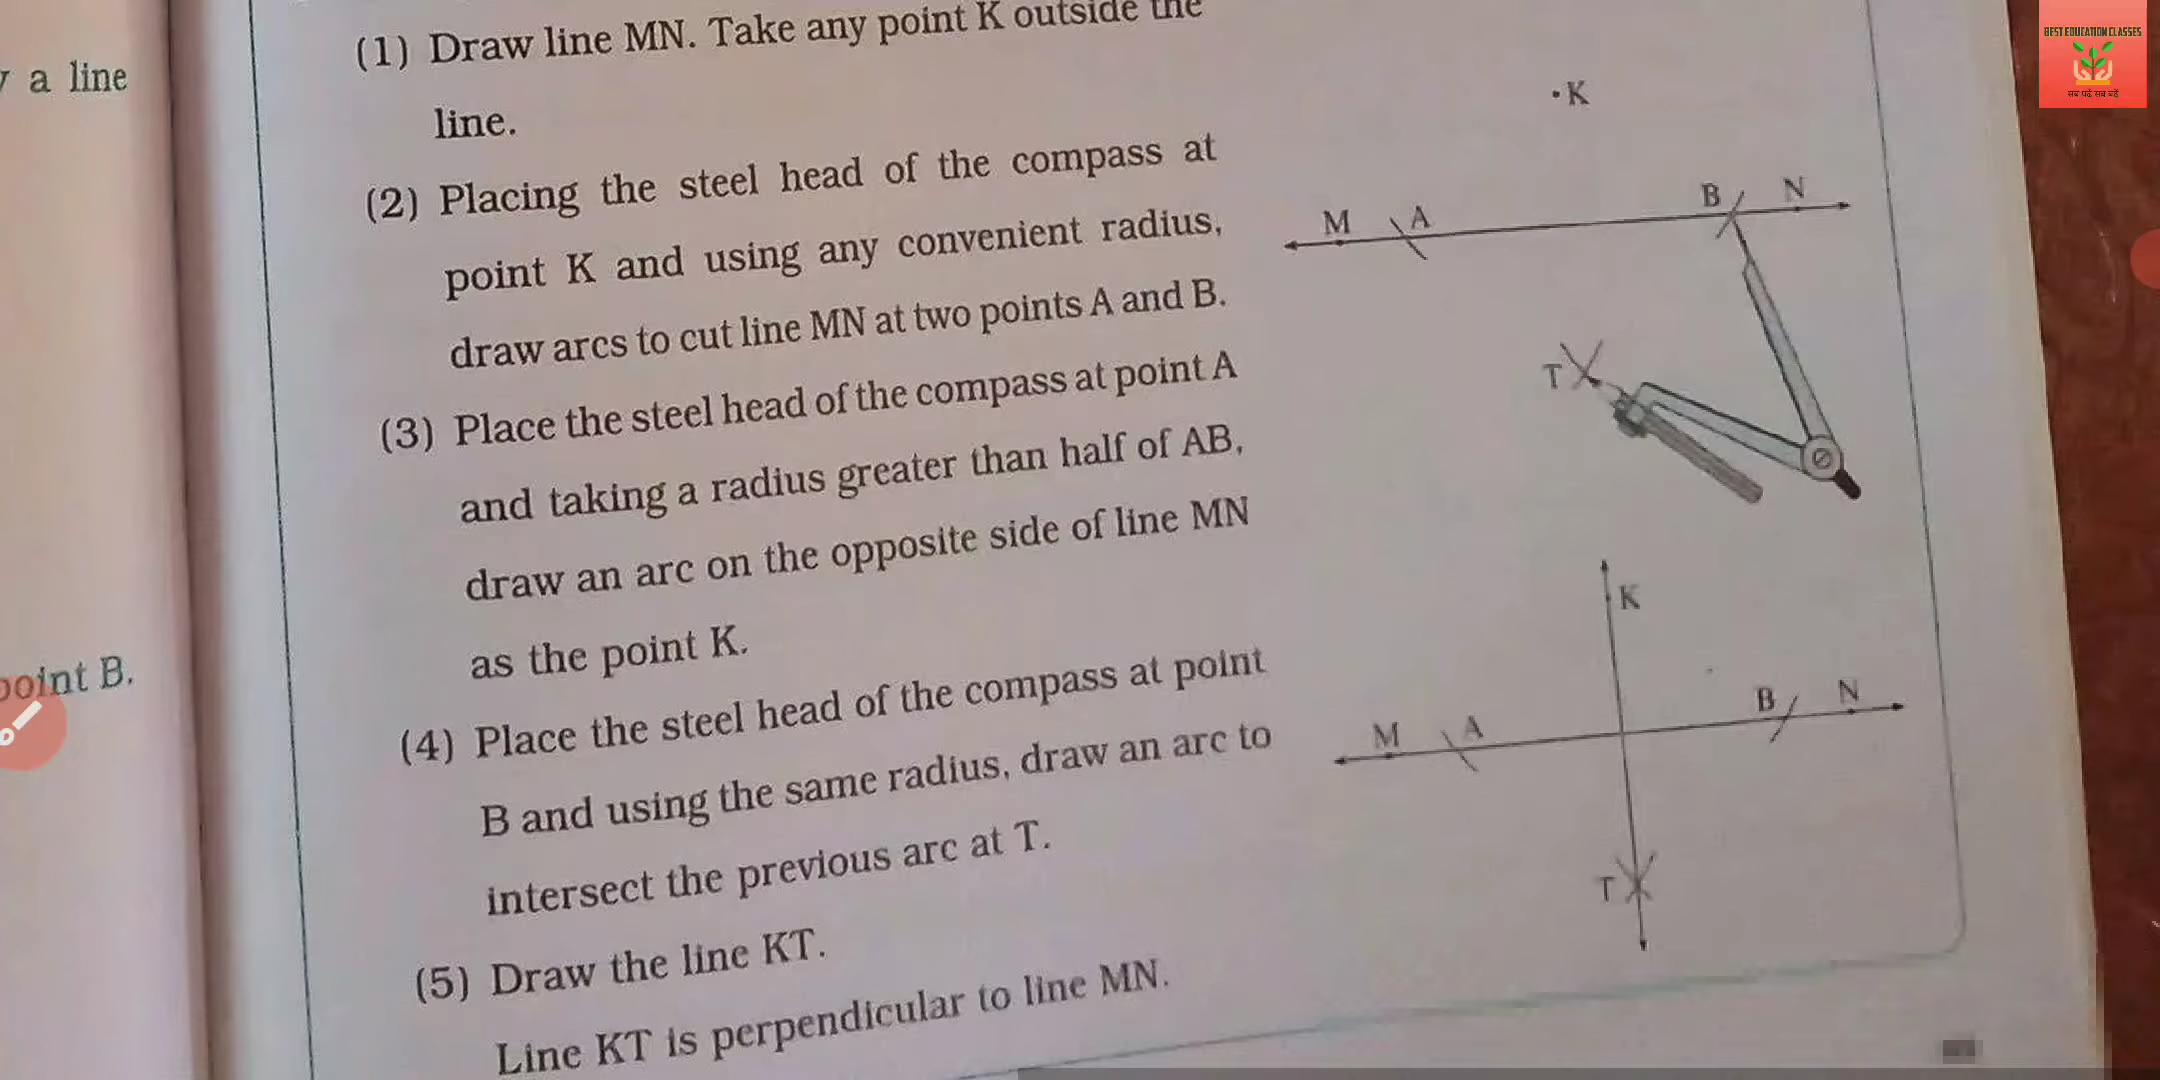 a line
point B.
(1) Draw line MN. Take any point K outside the
line.
(2) Placing the steel head of the compass at
point K and using any convenient radius,
draw arcs to cut line MN at two points A and B.
(3) Place the steel head of the compass at point A
and taking a radius greater than half of AB,
draw an arc on the opposite side of line MN
as the point K.
(4) Place the steel head of the compass at point
B and using the same radius, draw an arc to
intersect the previous arc at T.
(5) Draw the line KT.
Line KT is perpendicular to line MN.
K
M A B N
T
K
M A B N
T
BEST EDUCATION CLASSES
सब पढ़ें सब बढ़ें